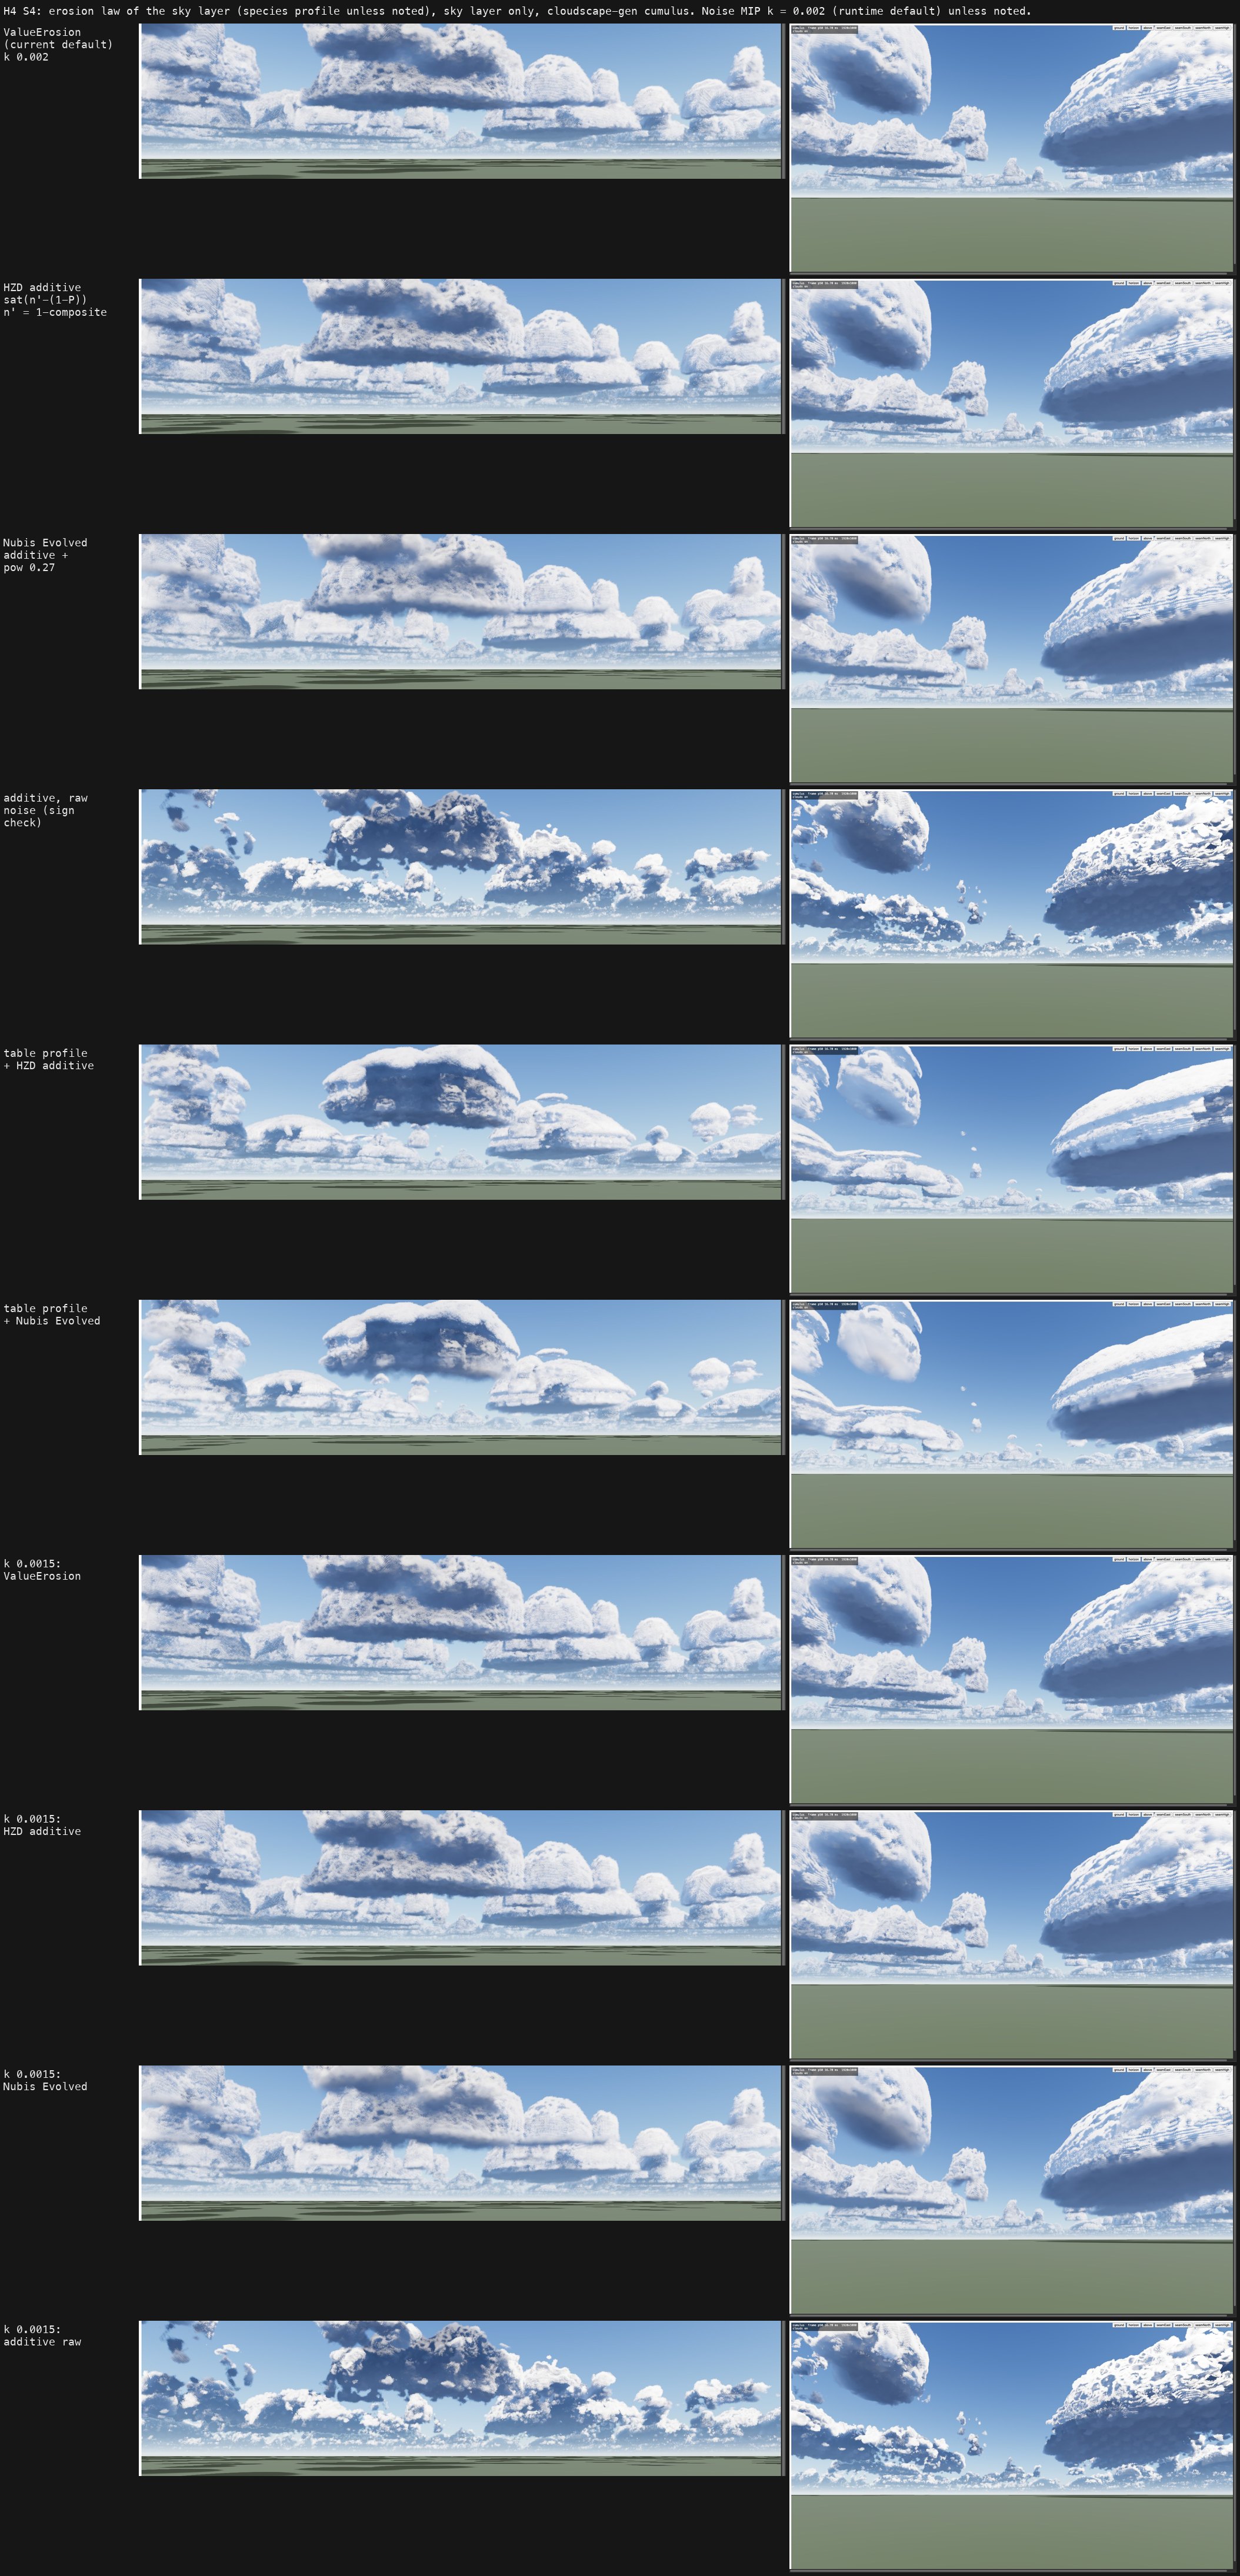 H4 S4: erosion law of the sky layer (species profile unless noted), sky layer only, cloudscape-gen cumulus. Noise MIP k = 0.002 (runtime default) unless noted.
ValueErosion
(current default)
k 0.002
HZD additive
sat(n'−(1−P))
n' = 1−composite
Nubis Evolved
additive +
pow 0.27
additive, raw
noise (sign
check)
table profile
+ HZD additive
table profile
+ Nubis Evolved
k 0.0015:
ValueErosion
k 0.0015:
HZD additive
k 0.0015:
Nubis Evolved
k 0.0015:
additive raw